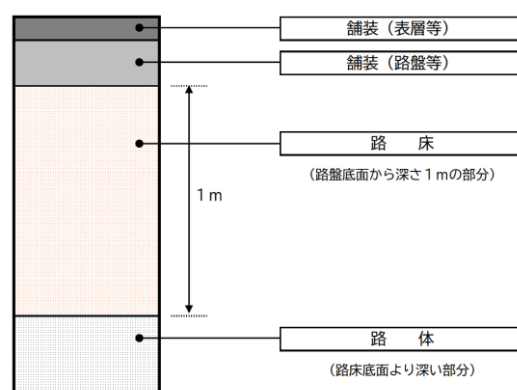 舗装（表層等）
舗装（路盤等）
路　床
（路盤底面から深さ１ｍの部分）
１ｍ
路　体
（路床底面より深い部分）